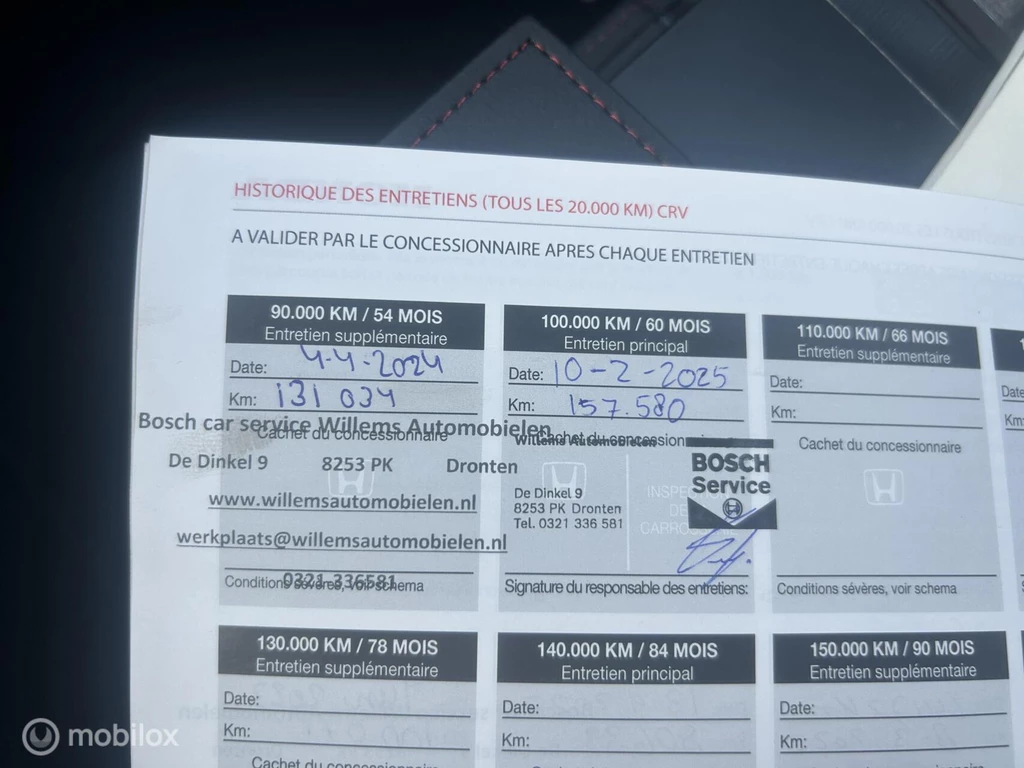 HISTORIQUE DES ENTRETIENS (TOUS LES 20.000 KM) CRV
A VALIDER PAR LE CONCESSIONNAIRE APRES CHAQUE ENTRETIEN
90.000 KM / 54 MOIS
Entretien supplémentaire
Date: 4-4-2024
Km: 131 034
Cachet du concessionnaire
Bosch car service Willems Automobielen
De Dinkel 9 8253 PK Dronten
www.willemsautomobielen.nl
werkplaats@willemsautomobielen.nl
0321-336581
Conditions sévères, voir schema
100.000 KM / 60 MOIS
Entretien principal
Date: 10-2-2025
Km: 157.580
Cachet du concessionnaire
Willems Automobielen
De Dinkel 9
8253 PK Dronten
Tel. 0321 336 581
BOSCH
Service
Signature du responsable des entretiens:
110.000 KM / 66 MOIS
Entretien supplémentaire
Date:
Km:
Cachet du concessionnaire
Conditions sévères, voir schema
Date
Km:
130.000 KM / 78 MOIS
Entretien supplémentaire
Date:
Km:
Cachet du concessionnaire
140.000 KM / 84 MOIS
Entretien principal
Date:
Km:
150.000 KM / 90 MOIS
Entretien supplémentaire
Date:
Km:
mobilox